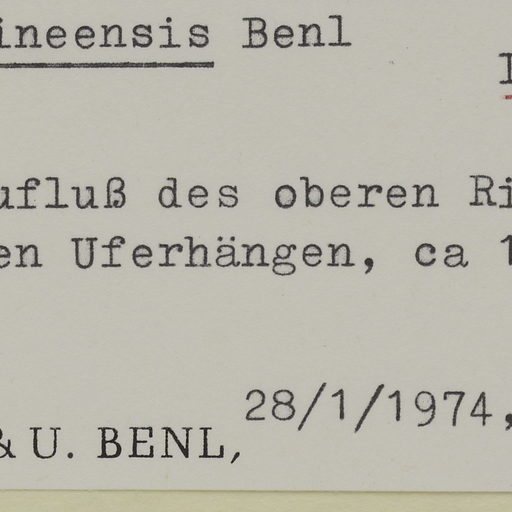 ineensis Benl
ufluß des oberen Ri
en Uferhängen, ca 1
28/1/1974,
& U. BENL,